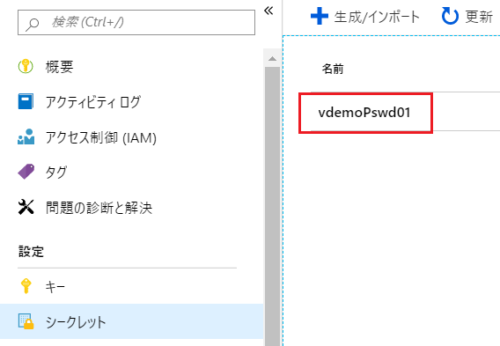 検索 (Ctrl+/)
«
概要
アクティビティ ログ
アクセス制御 (IAM)
タグ
問題の診断と解決
設定
キー
シークレット
生成/インポート 更新
名前
vdemoPswd01